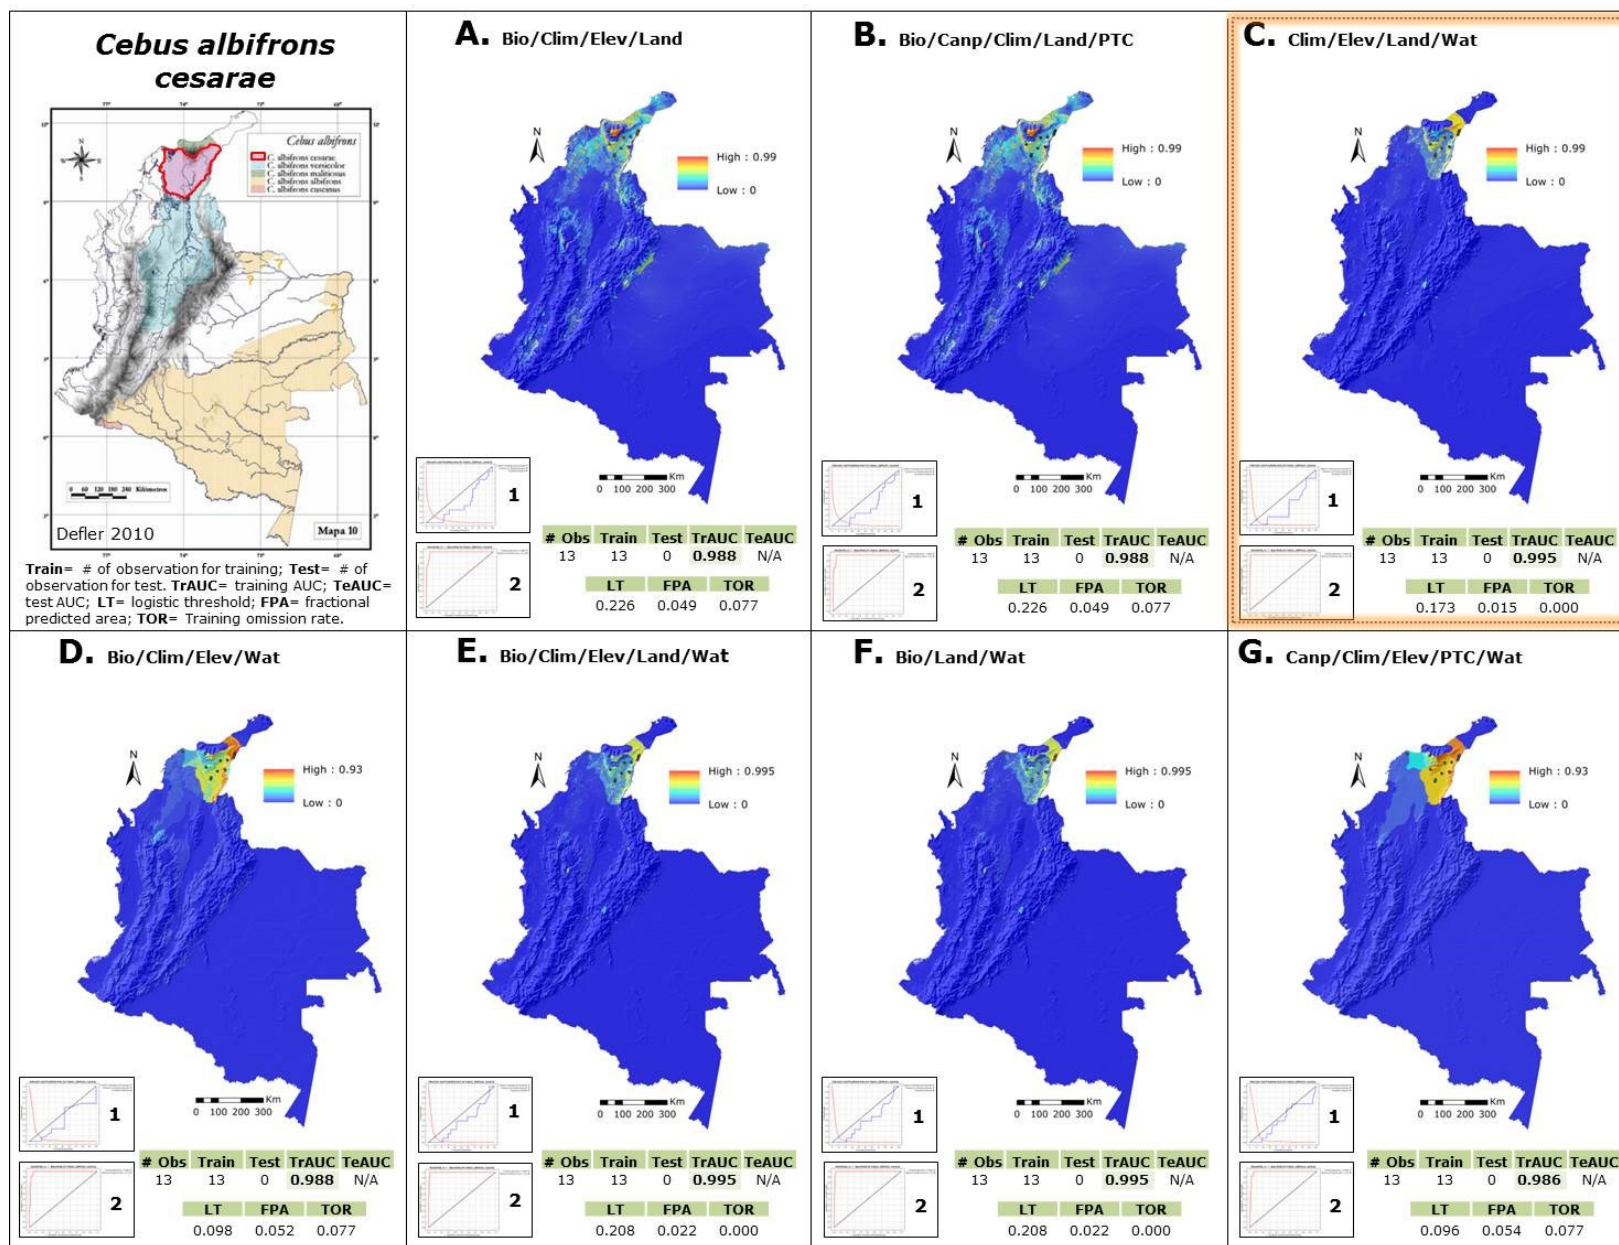 Cebus albifrons
cesarae
Cebus albifrons
C. albifrons cesarae
C. albifrons versicolor
C. albifrons malitiosus
C. albifrons albifrons
C. albifrons cuscinus
?
?
?
0 60 120 180 240 Kilómetros
Defler 2010
Mapa 10
Train= # of observation for training; Test= # of
observation for test. TrAUC= training AUC; TeAUC=
test AUC; LT= logistic threshold; FPA= fractional
predicted area; TOR= Training omission rate.
A. Bio/Clim/Elev/Land
N
High : 0.99
Low : 0
Km
0 100 200 300
1
2
# Obs Train Test TrAUC TeAUC
13 13 0 0.988 N/A
LT FPA TOR
0.226 0.049 0.077
B. Bio/Canp/Clim/Land/PTC
N
High : 0.99
Low : 0
Km
0 100 200 300
1
2
# Obs Train Test TrAUC TeAUC
13 13 0 0.988 N/A
LT FPA TOR
0.226 0.049 0.077
C. Clim/Elev/Land/Wat
N
High : 0.99
Low : 0
Km
0 100 200 300
1
2
# Obs Train Test TrAUC TeAUC
13 13 0 0.995 N/A
LT FPA TOR
0.173 0.015 0.000
D. Bio/Clim/Elev/Wat
N
High : 0.93
Low : 0
Km
0 100 200 300
1
2
# Obs Train Test TrAUC TeAUC
13 13 0 0.988 N/A
LT FPA TOR
0.098 0.052 0.077
E. Bio/Clim/Elev/Land/Wat
N
High : 0.995
Low : 0
Km
0 100 200 300
1
2
# Obs Train Test TrAUC TeAUC
13 13 0 0.995 N/A
LT FPA TOR
0.208 0.022 0.000
F. Bio/Land/Wat
N
High : 0.995
Low : 0
Km
0 100 200 300
1
2
# Obs Train Test TrAUC TeAUC
13 13 0 0.995 N/A
LT FPA TOR
0.208 0.022 0.000
G. Canp/Clim/Elev/PTC/Wat
N
High : 0.93
Low : 0
Km
0 100 200 300
1
2
# Obs Train Test TrAUC TeAUC
13 13 0 0.986 N/A
LT FPA TOR
0.096 0.054 0.077